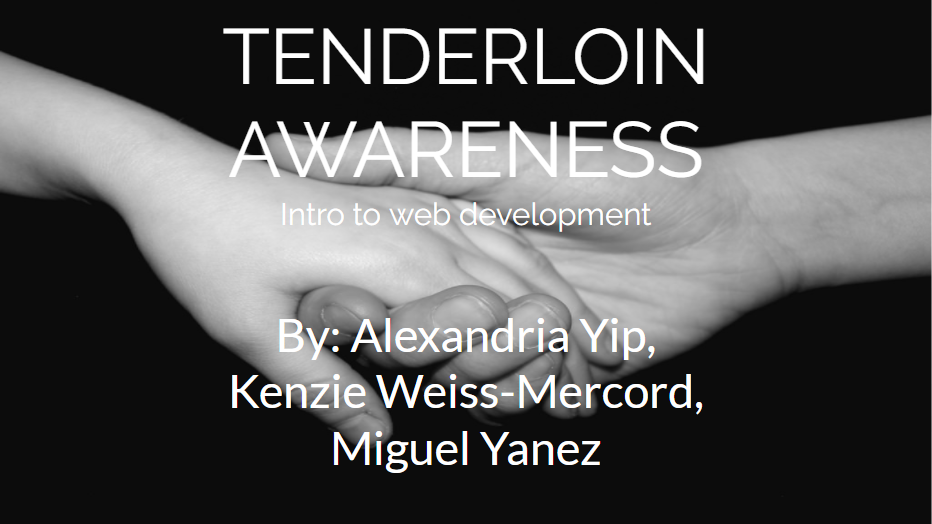 TENDERLOIN
AWARENESS
Intro to web development
By: Alexandria Yip,
Kenzie Weiss-Mercord,
Miguel Yanez